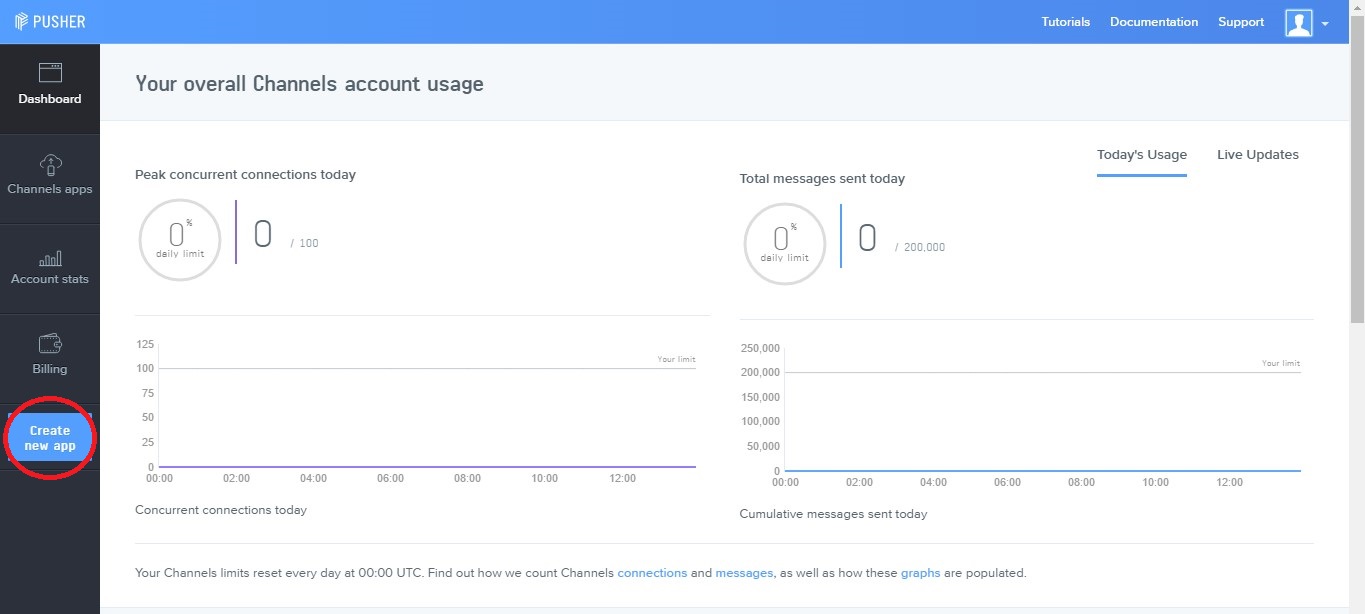 PUSHER
Tutorials Documentation Support
Dashboard
Channels apps
Account stats
Billing
Create
new app
Your overall Channels account usage
Today's Usage Live Updates
Peak concurrent connections today
0%
daily limit
0 / 100
125
100
75
50
25
0
Your limit
00:00 02:00 04:00 06:00 08:00 10:00 12:00
Concurrent connections today
Total messages sent today
0%
daily limit
0 / 200,000
250,000
200,000
150,000
100,000
50,000
0
Your limit
00:00 02:00 04:00 06:00 08:00 10:00 12:00
Cumulative messages sent today
Your Channels limits reset every day at 00:00 UTC. Find out how we count Channels connections and messages, as well as how these graphs are populated.